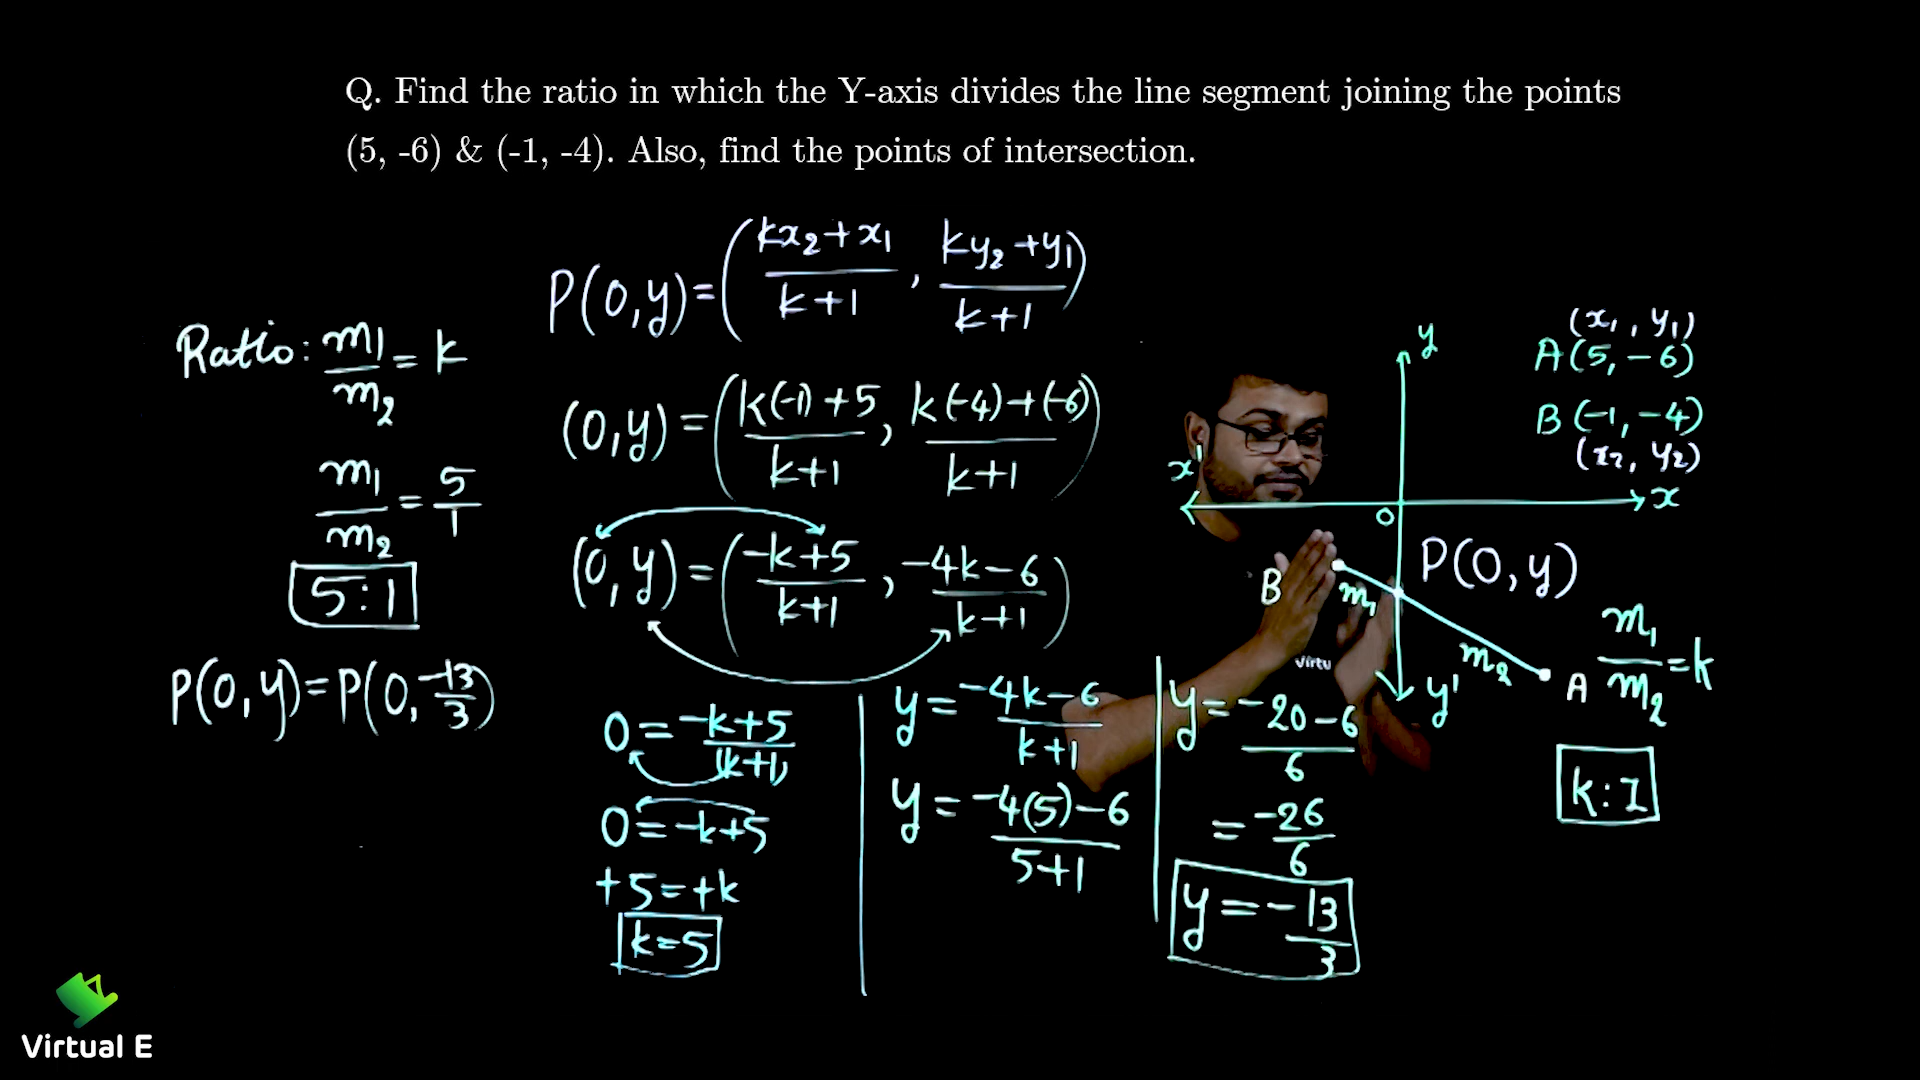 Q. Find the ratio in which the Y-axis divides the line segment joining the points
(5, -6) & (-1, -4). Also, find the points of intersection.
Ratio: m₁/m₂ = k
m₁/m₂ = 5/1
5:1
P(0,y)=P(0,-13/3)
P(0,y)=(kx₂+x₁/k+1, ky₂+y₁/k+1)
(0,y)=(k(-1)+5/k+1, k(-4)+(-6)/k+1)
(0,y)=(-k+5/k+1, -4k-6/k+1)
0=-k+5/(k+1)
0=-k+5
+5=+k
k=5
y=-4k-6/k+1
y=-4(5)-6/5+1
y=-20-6/6
=-26/6
y=-13/3
(x₁, y₁)
A(5,-6)
B(-1,-4)
(x₂, y₂)
y
x'
x
O
P(0,y)
B
m₁
m₂
A
y'
m₁/m₂=k
k:1
Virtu
Virtual E